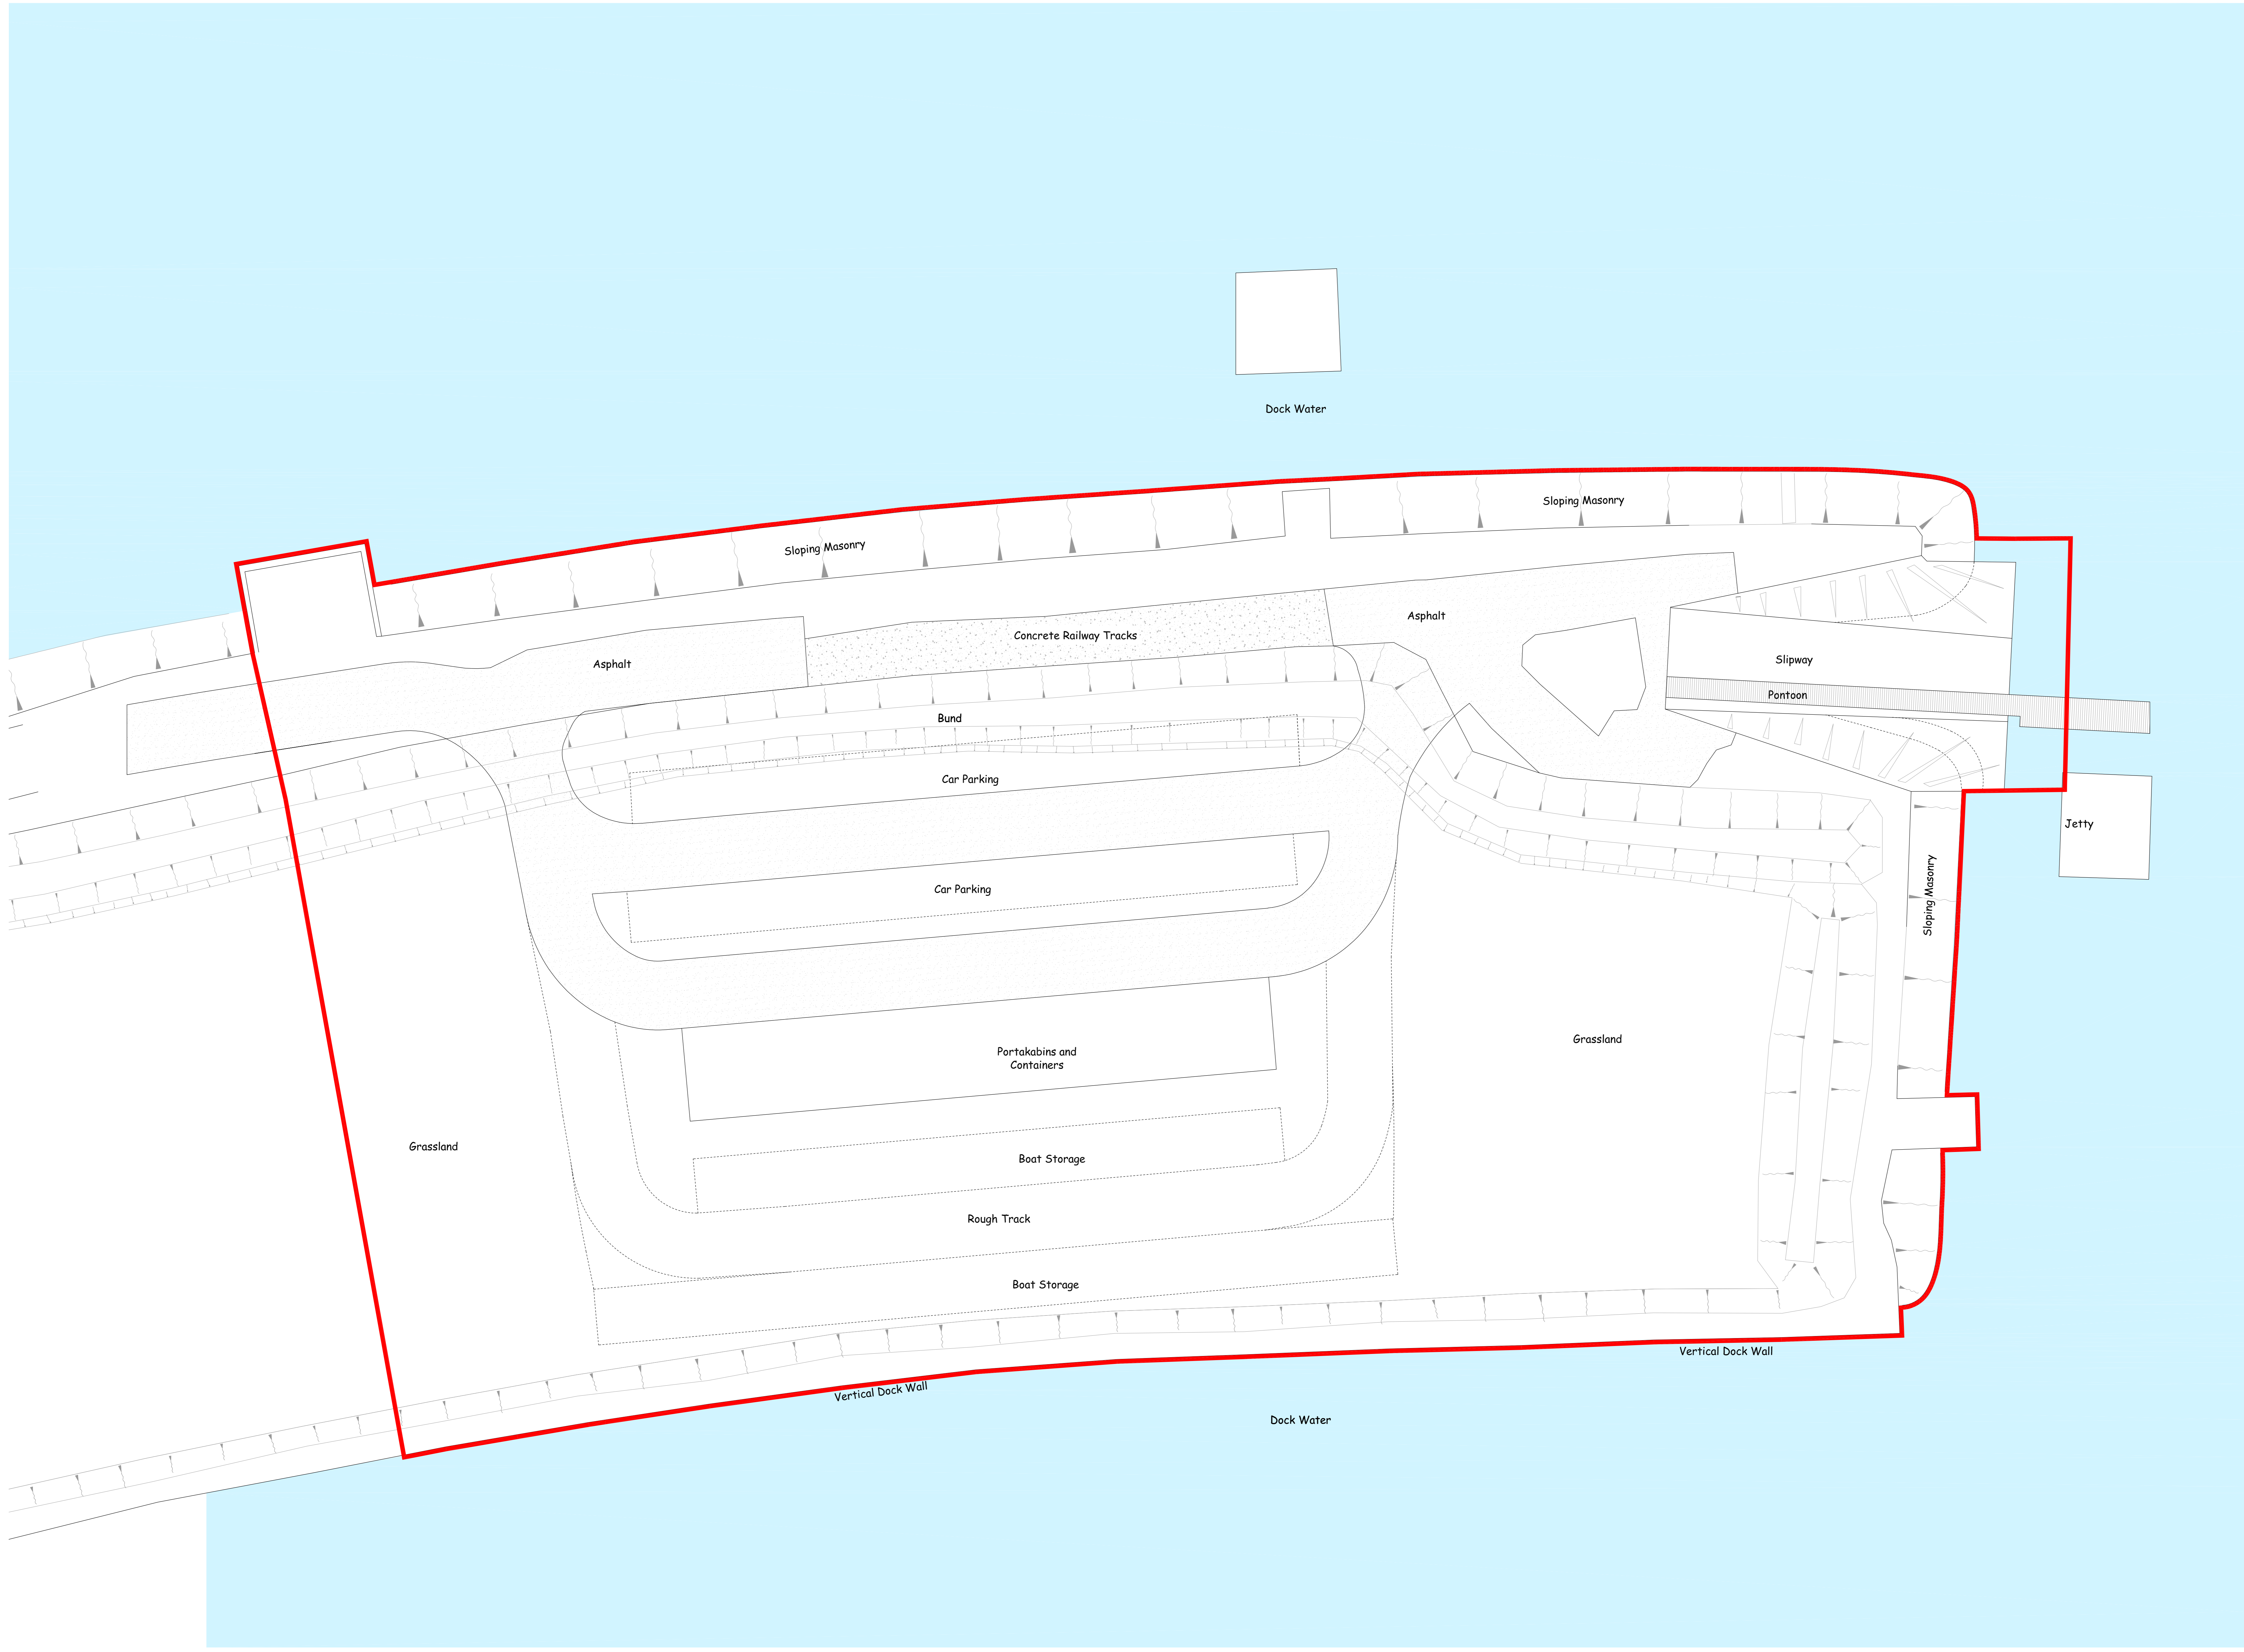 Dock Water
Sloping Masonry
Sloping Masonry
Asphalt
Concrete Railway Tracks
Asphalt
Slipway
Pontoon
Bund
Car Parking
Jetty
Car Parking
Sloping Masonry
Grassland
Portakabins and
Containers
Grassland
Boat Storage
Rough Track
Boat Storage
Vertical Dock Wall
Vertical Dock Wall
Dock Water